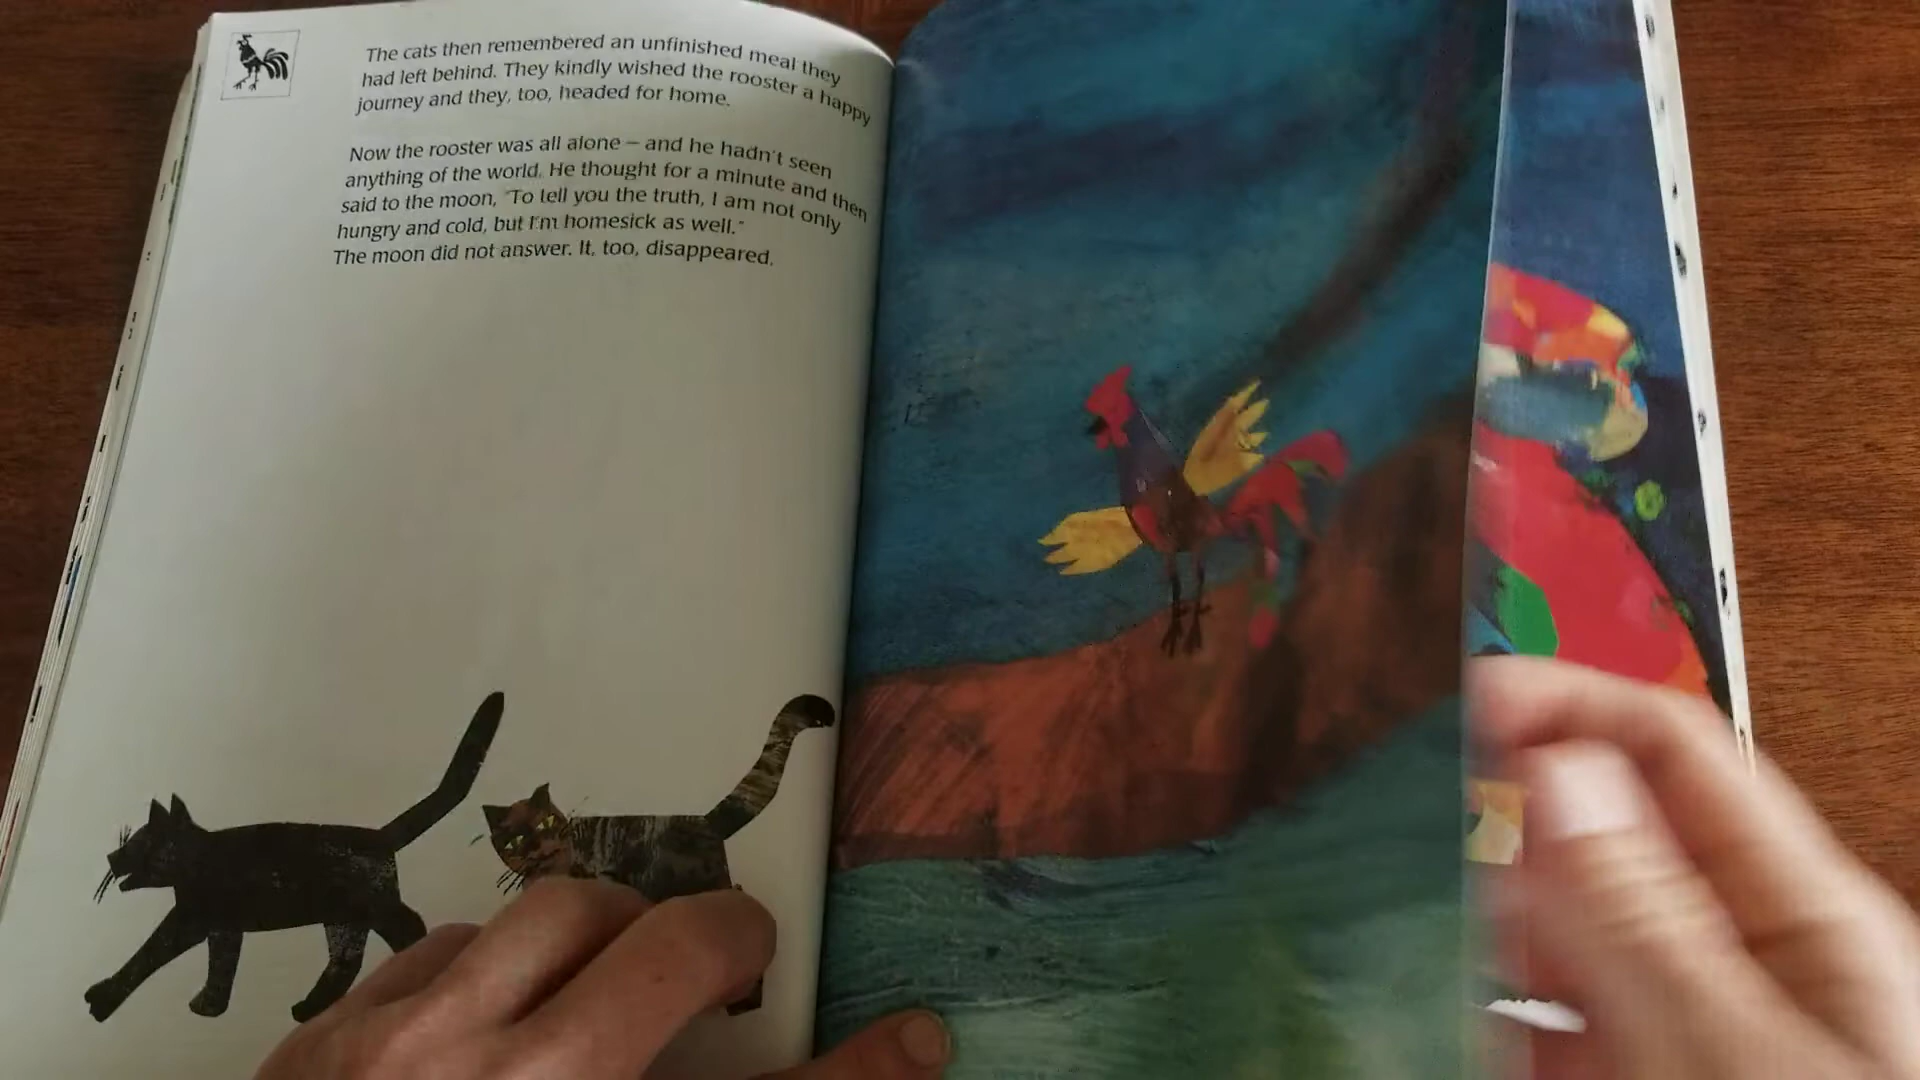 The cats then remembered an unfinished meal they
had left behind. They kindly wished the rooster a happy
journey and they, too, headed for home.
Now the rooster was all alone – and he hadn't seen
anything of the world. He thought for a minute and then
said to the moon, "To tell you the truth, I am not only
hungry and cold, but I'm homesick as well."
The moon did not answer. It, too, disappeared.